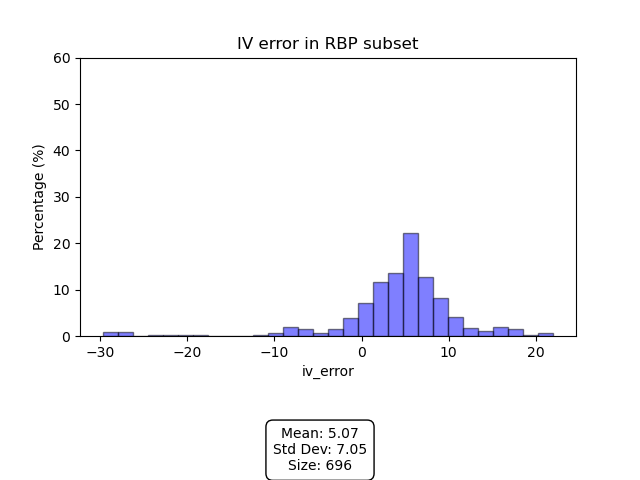 IV error in RBP subset
60
50
40
30
20
10
0
Percentage (%)
−30
−20
−10
0
10
20
iv_error
Mean: 5.07
Std Dev: 7.05
Size: 696